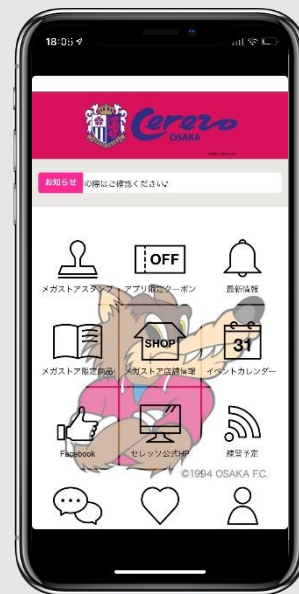 18:05
Cerezo
OSAKA
お知らせ の際はご確認ください♪
OFF
メガストアスタンプ アプリ限定クーポン 最新情報
SHOP 31
メガストア限定商品 メガストア店舗情報 イベントカレンダー
Facebook セレッソ公式HP 練習予定
©1994 OSAKA F.C.